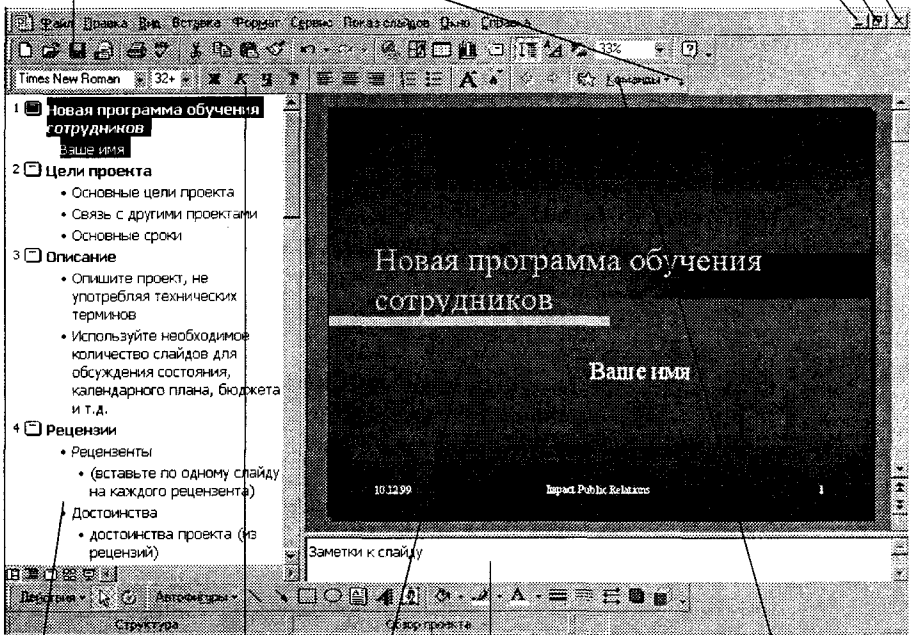 Файл Правка Вид Вставка Формат Сервис Показ слайдов Окно Справка
33%
Times New Roman 32+ Ж К Ч Т Команды
1 Новая программа обучения
сотрудников
Ваше имя
2 Цели проекта
• Основные цели проекта
• Связь с другими проектами
• Основные сроки
3 Описание
• Опишите проект, не
употребляя технических
терминов
• Используйте необходимое
количество слайдов для
обсуждения состояния,
календарного плана, бюджета
и т.д.
4 Рецензии
• Рецензенты
• (вставьте по одному слайду
на каждого рецензента)
• Достоинства
• достоинства проекта (из
рецензий)
Новая программа обучения
сотрудников
Ваше имя
10.12.99 Impact Public Relations 1
Заметки к слайду
Действия Автофигуры
Структура Обзор проекта